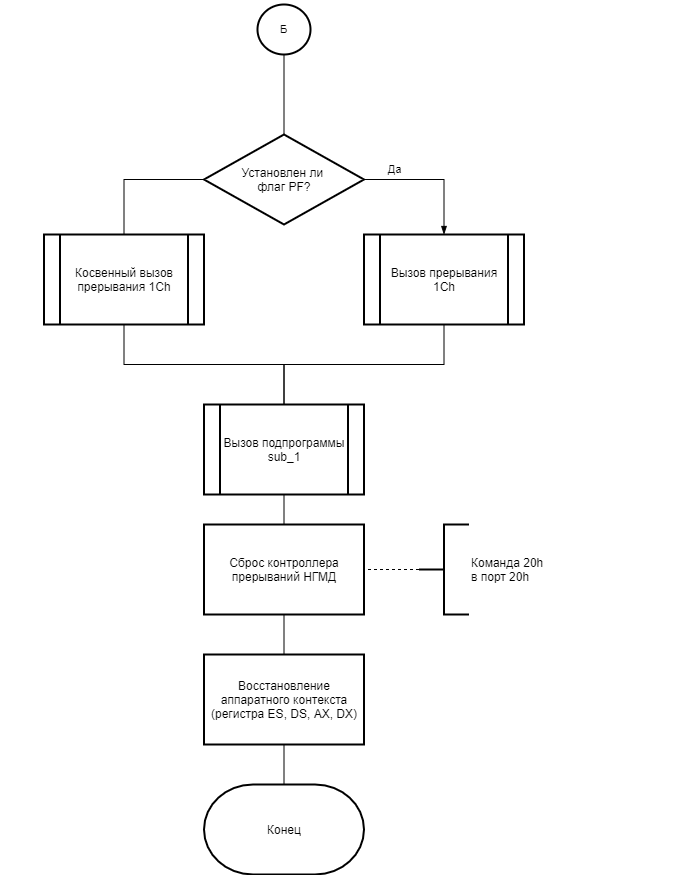 Б
Установлен ли
флаг PF?
Да
Косвенный вызов
прерывания 1Ch
Вызов прерывания
1Ch
Вызов подпрограммы
sub_1
Сброс контроллера
прерываний НГМД
Команда 20h
в порт 20h
Восстановление
аппаратного контекста
(регистра ES, DS, AX, DX)
Конец